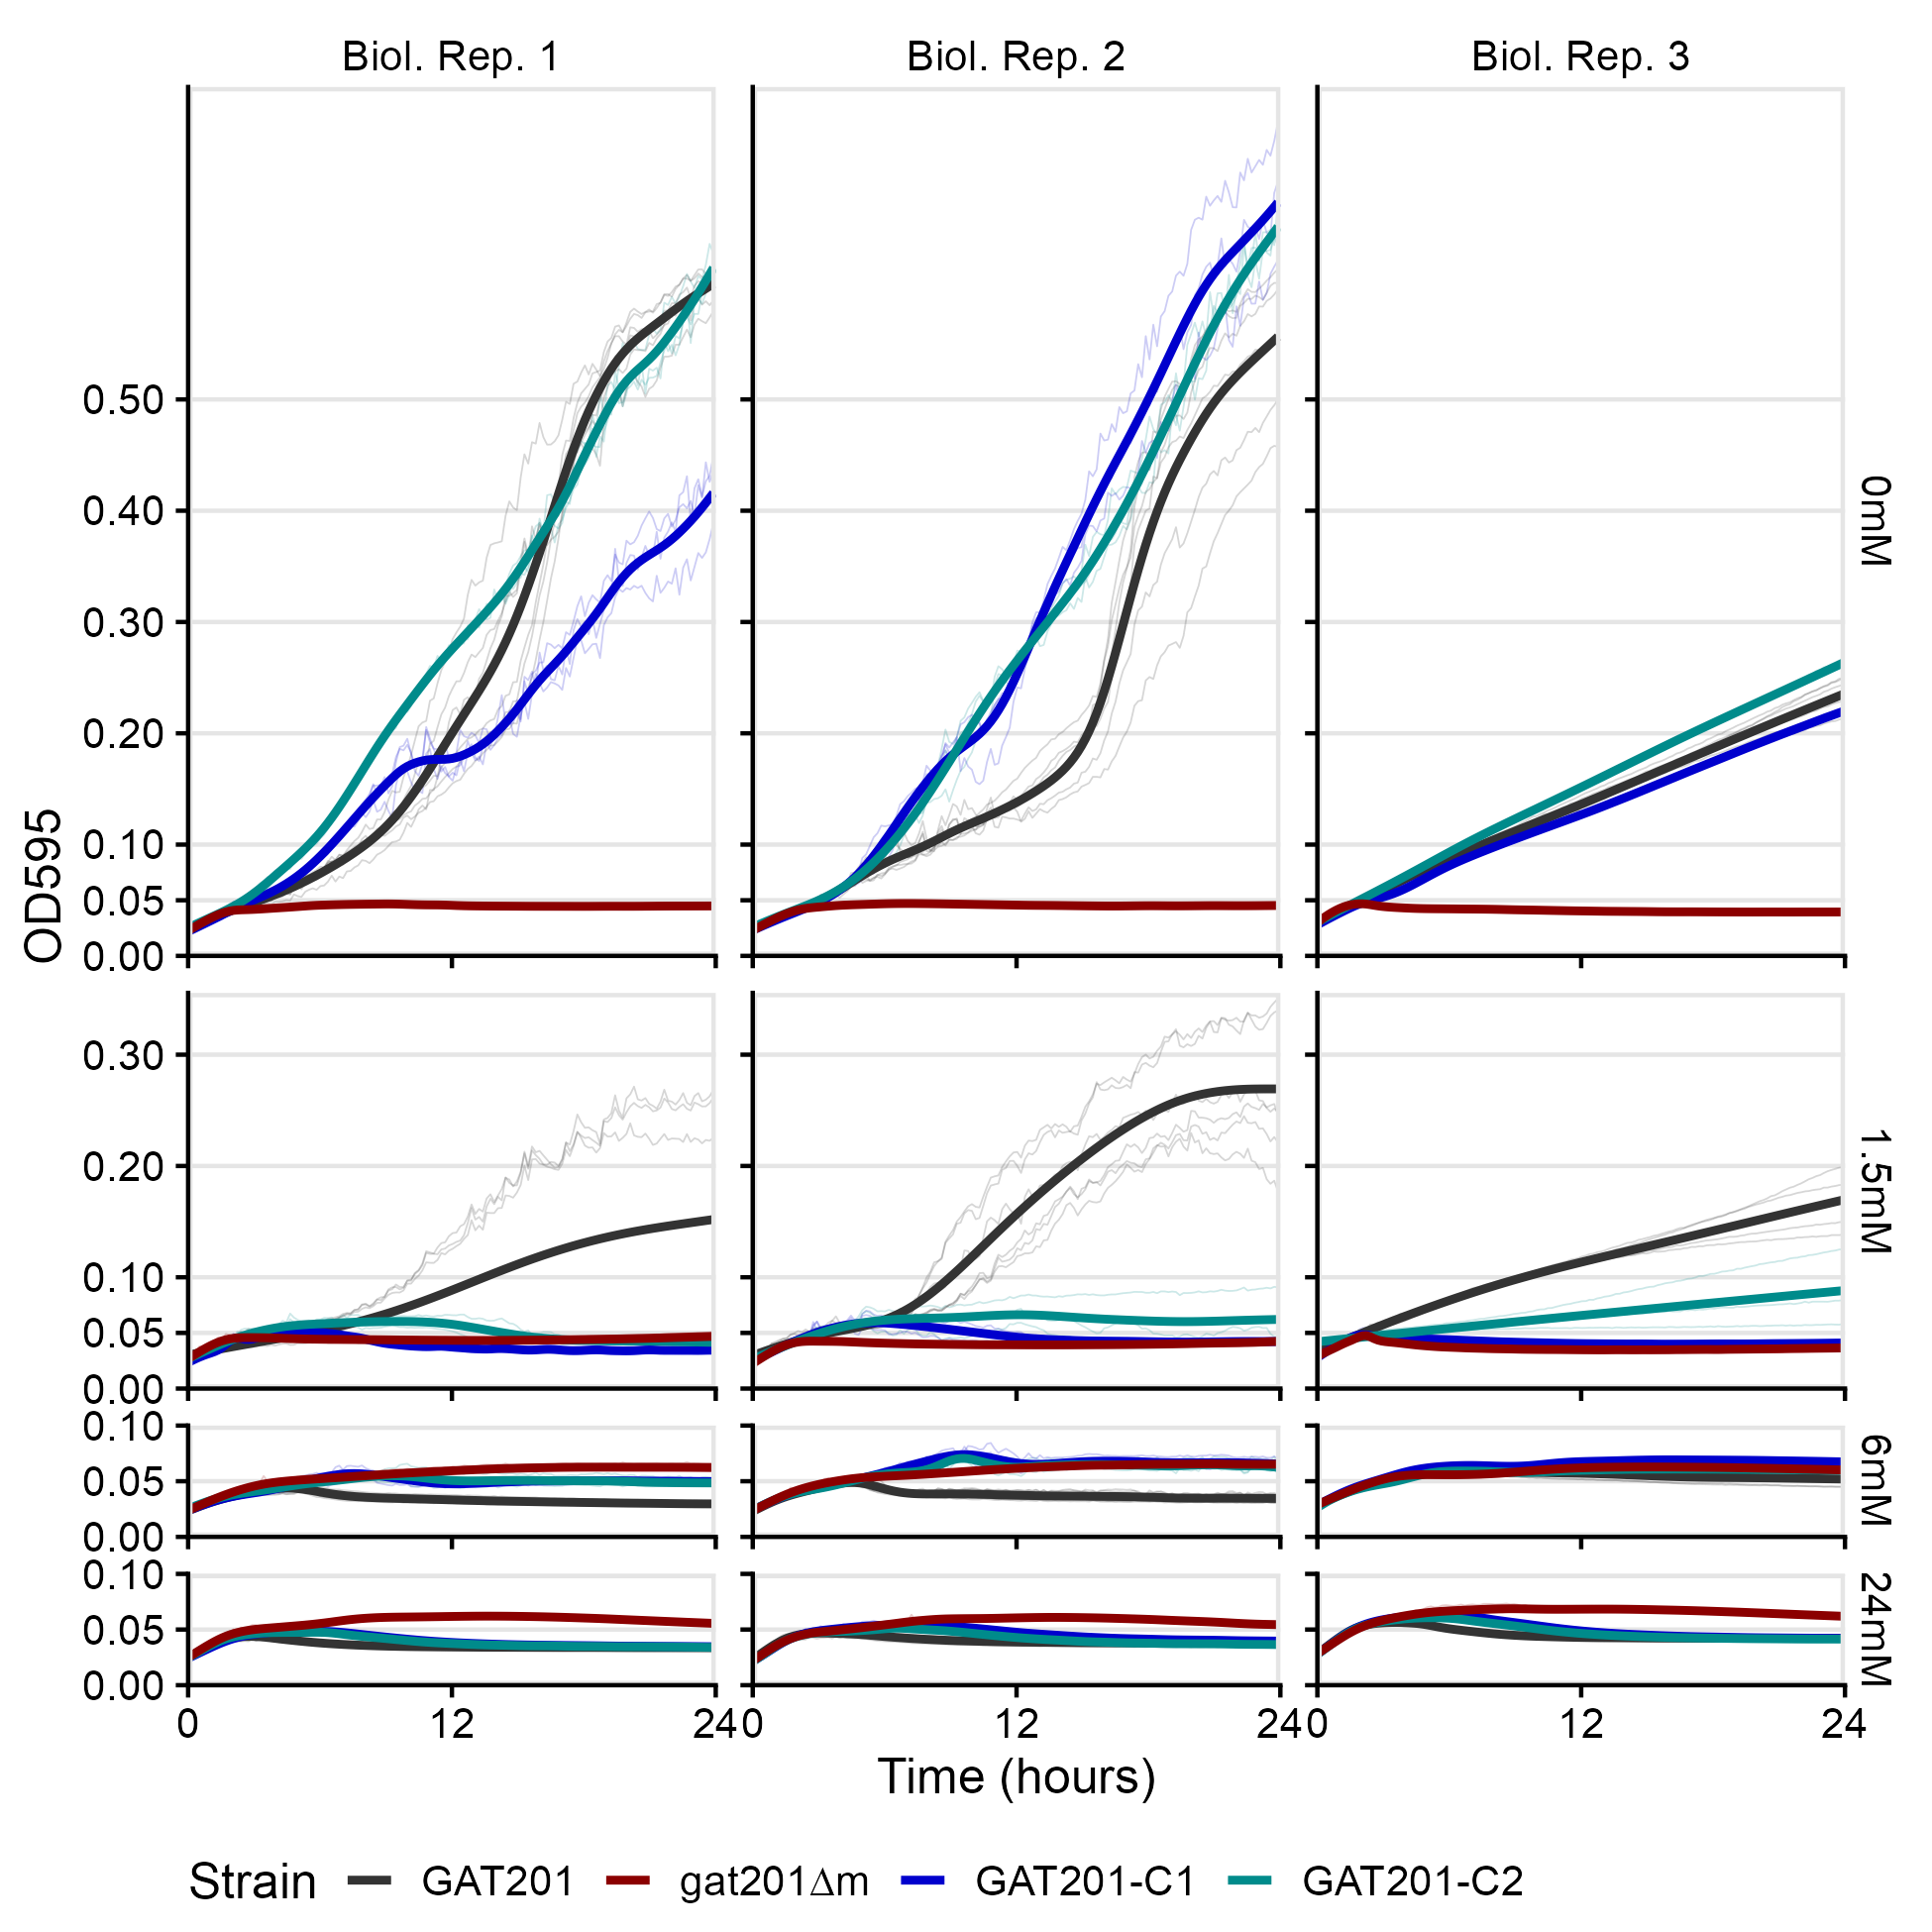 Biol. Rep. 1 Biol. Rep. 2 Biol. Rep. 3
OD595
0.50
0.40
0.30
0.20
0.10
0.05
0.00
0mM
0.30
0.20
0.10
0.05
0.00
1.5mM
0.10
0.05
0.00
6mM
0.10
0.05
0.00
24mM
0 12 24 0 12 24 0 12 24
Time (hours)
Strain GAT201 gat201Δm GAT201-C1 GAT201-C2